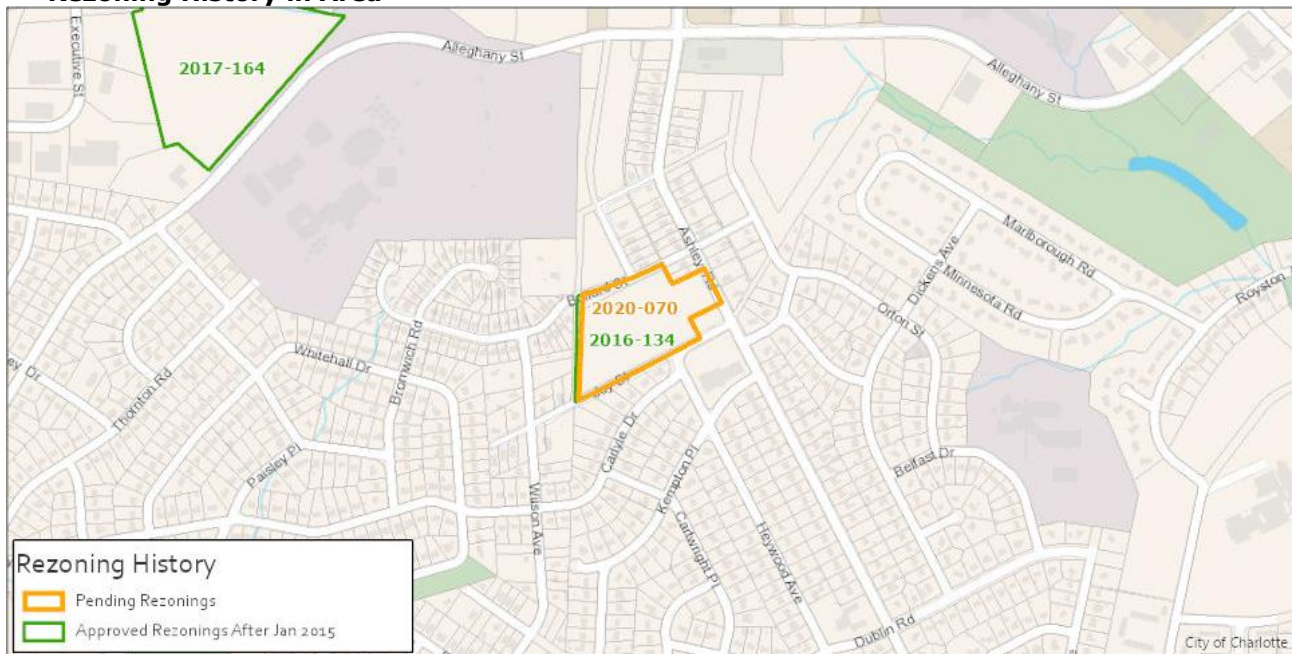 Rezoning History in Area
Executive St
Alleghany St
2017-164
Alleghany St
Ashley Rd
Marlborough Rd
Dickens Ave
Minnesota Rd
Royston
Orton St
2020-070
2016-134
Joy St
Whitehall Dr
Bromwich Rd
Thornton Rd
Paisley Pl
Carlyle Dr
Kempton Pl
Belfast Dr
Wilson Ave
Cartwright Pl
Heywood Ave
Dublin Rd
Rezoning History
Pending Rezonings
Approved Rezonings After Jan 2015
City of Charlotte